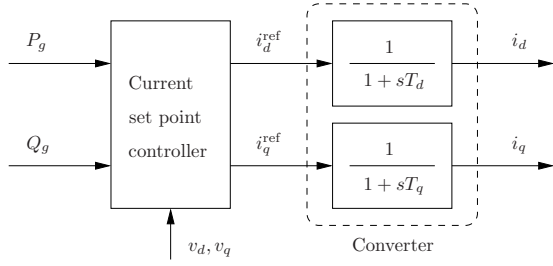 P_g
Q_g
Current
set point
controller
v_d, v_q
i_d^ref
i_q^ref
1
1 + sT_d
1
1 + sT_q
Converter
i_d
i_q